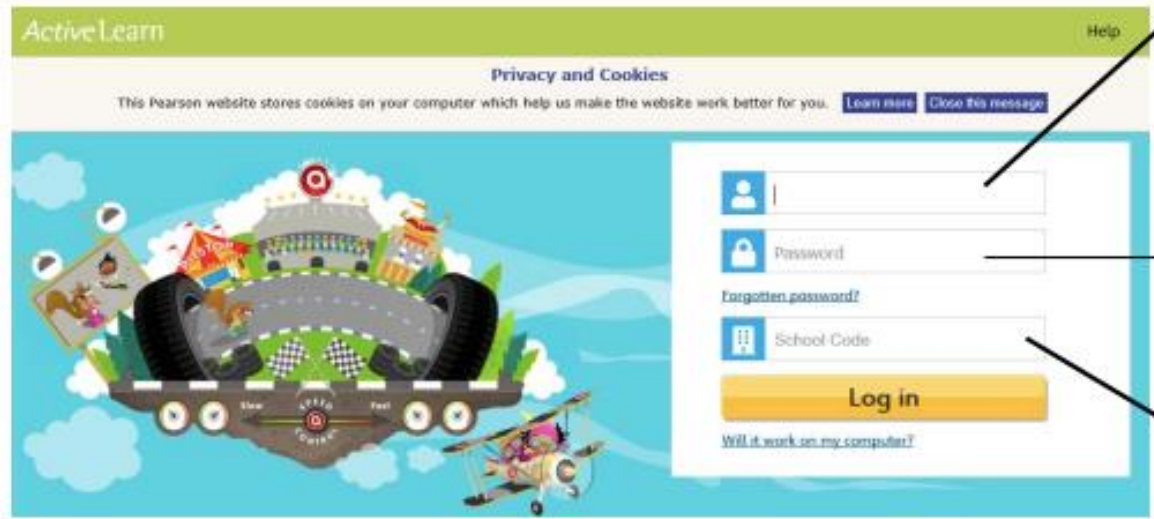 ActiveLearn
Help
Privacy and Cookies
This Pearson website stores cookies on your computer which help us make the website work better for you. Learn more Close this message
Password
Forgotten password?
School Code
Log in
Will it work on my computer?
Slow
SPEED
Fast
CONTROL